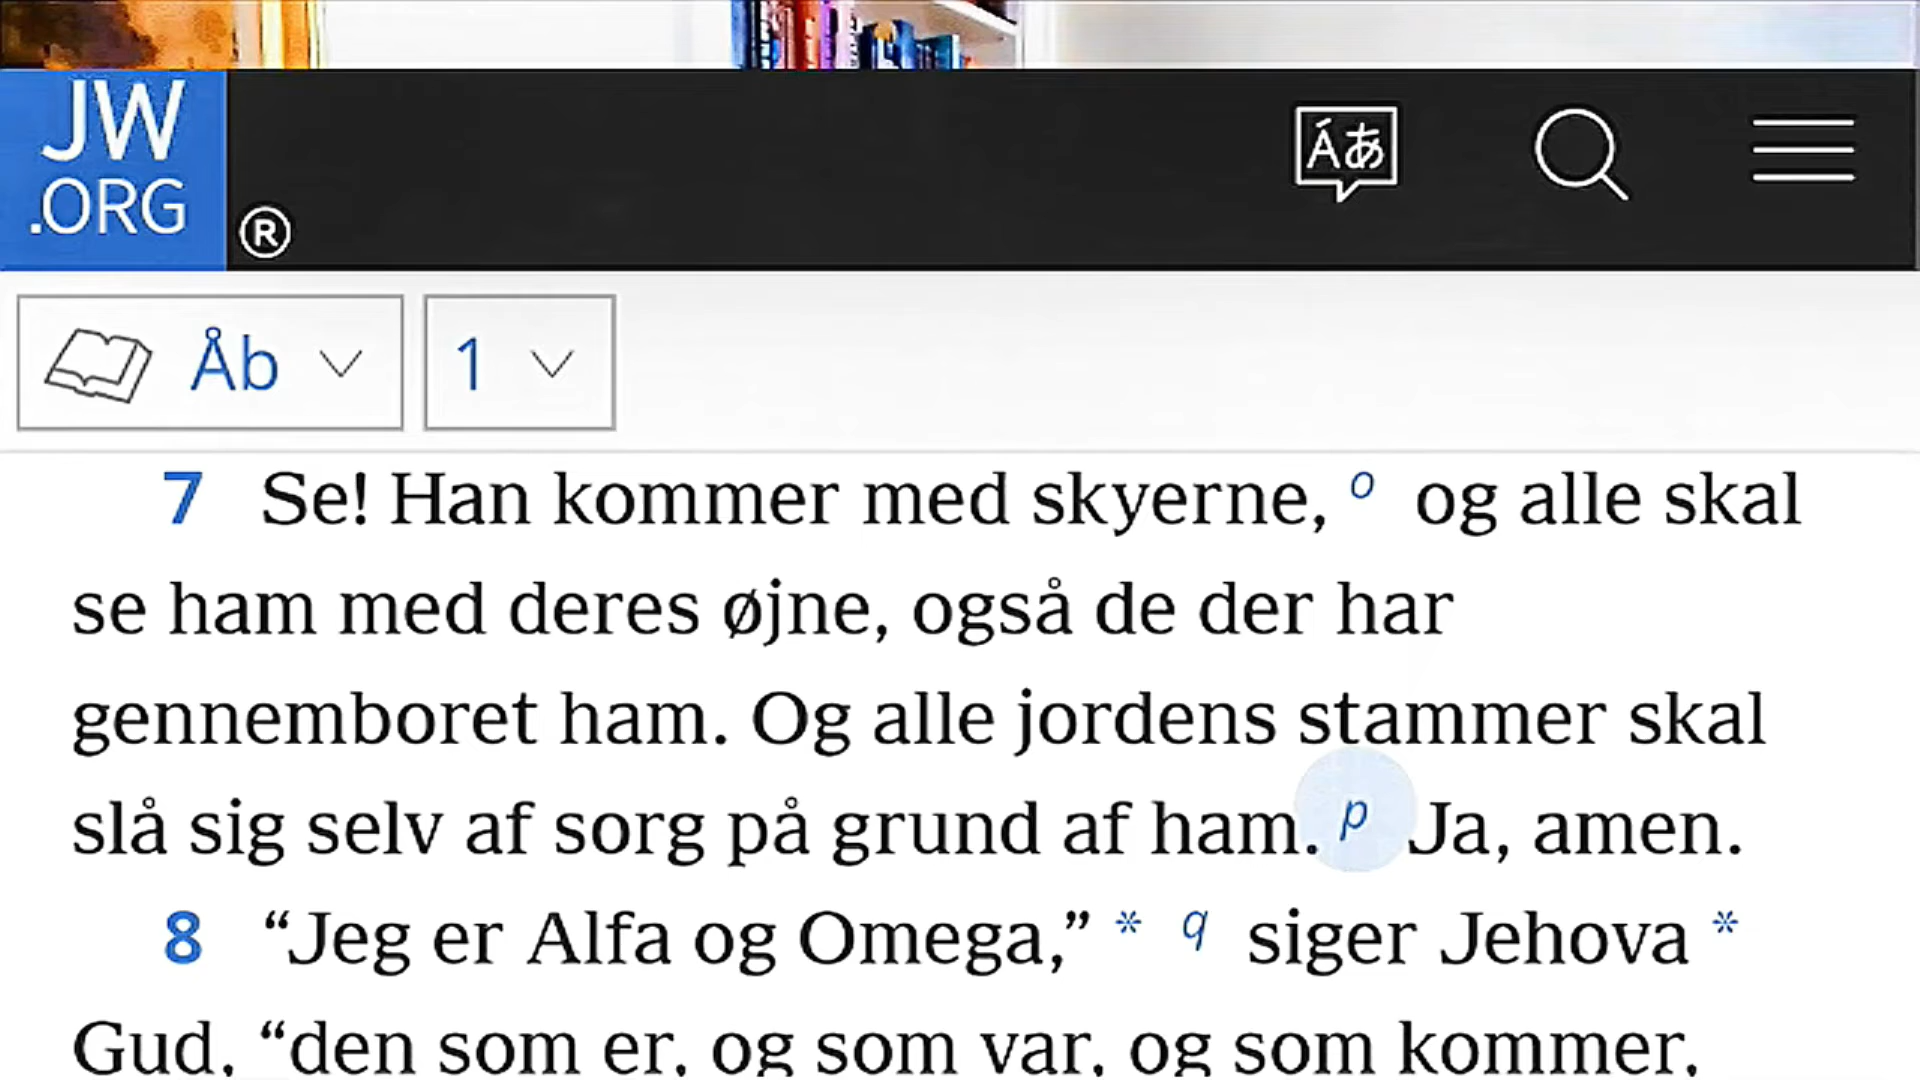 JW
.ORG
®
Áあ
Åb
1
7 Se! Han kommer med skyerne, o og alle skal
se ham med deres øjne, også de der har
gennemboret ham. Og alle jordens stammer skal
slå sig selv af sorg på grund af ham. p Ja, amen.
8 “Jeg er Alfa og Omega,” * q siger Jehova *
Gud, “den som er, og som var, og som kommer,